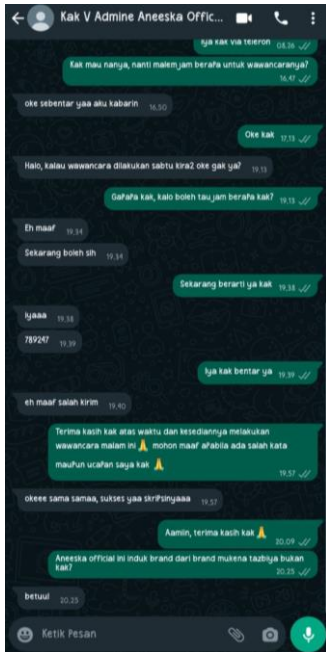 Kak V Admine Aneeska Offic...
iya kak via telefon 08.36
Kak mau nanya, nanti malem jam berapa untuk wawancaranya?
16.47
oke sebentar yaa aku kabarin 16.50
Oke kak 17.13
Halo, kalau wawancara dilakukan sabtu kira2 oke gak ya? 19.13
Gapapa kak, kalo boleh tau jam berapa kak? 19.13
Eh maaf 19.34
Sekarang boleh sih 19.34
Sekarang berarti ya kak 19.38
Iyaaa 19.38
789247 19.39
Iya kak bentar ya 19.39
eh maaf salah kirim 19.40
Terima kasih kak atas waktu dan kesediannya melakukan
wawancara malam ini 🙏 mohon maaf apabila ada salah kata
maupun ucapan saya kak 🙏
19.57
okeee sama samaa, sukses yaa skripsinyaaa 19.57
Aamiin, terima kasih kak 🙏 20.09
Aneeska official ini induk brand dari brand mukena tazbiya bukan
kak?
20.25
betuul 20.25
Ketik Pesan